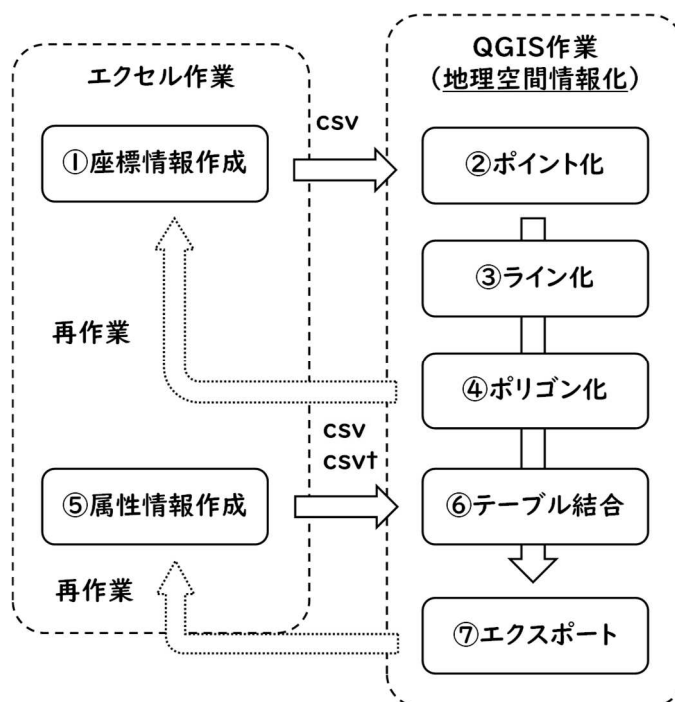 エクセル作業
①座標情報作成
再作業
⑤属性情報作成
再作業
csv
csv
csvt
QGIS作業
(地理空間情報化)
②ポイント化
③ライン化
④ポリゴン化
⑥テーブル結合
⑦エクスポート